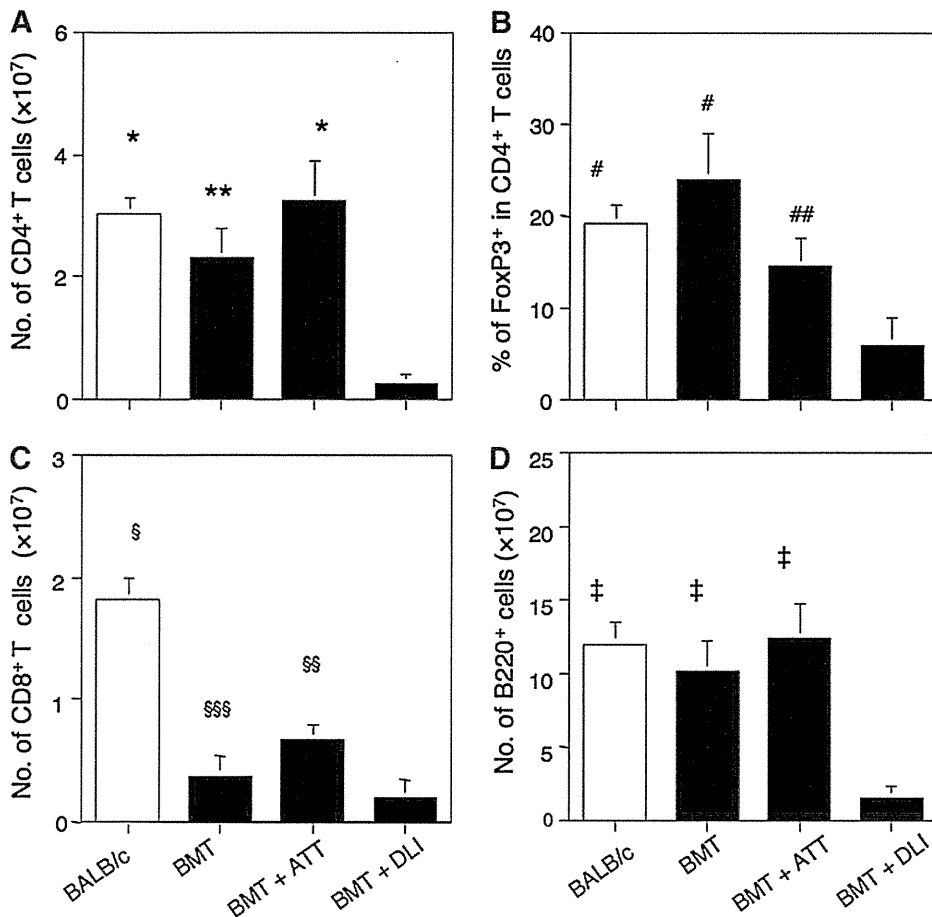 A
No. of CD4⁺ T cells (×10⁷)
6
4
2
0
*
**
*
B
% of FoxP3⁺ in CD4⁺ T cells
40
30
20
10
0
#
#
##
C
No. of CD8⁺ T cells (×10⁷)
3
2
1
0
§
§§§
§§
BALB/c
BMT
BMT + ATT
BMT + DLI
D
No. of B220⁺ cells (×10⁷)
25
20
15
10
5
0
‡
‡
‡
BALB/c
BMT
BMT + ATT
BMT + DLI